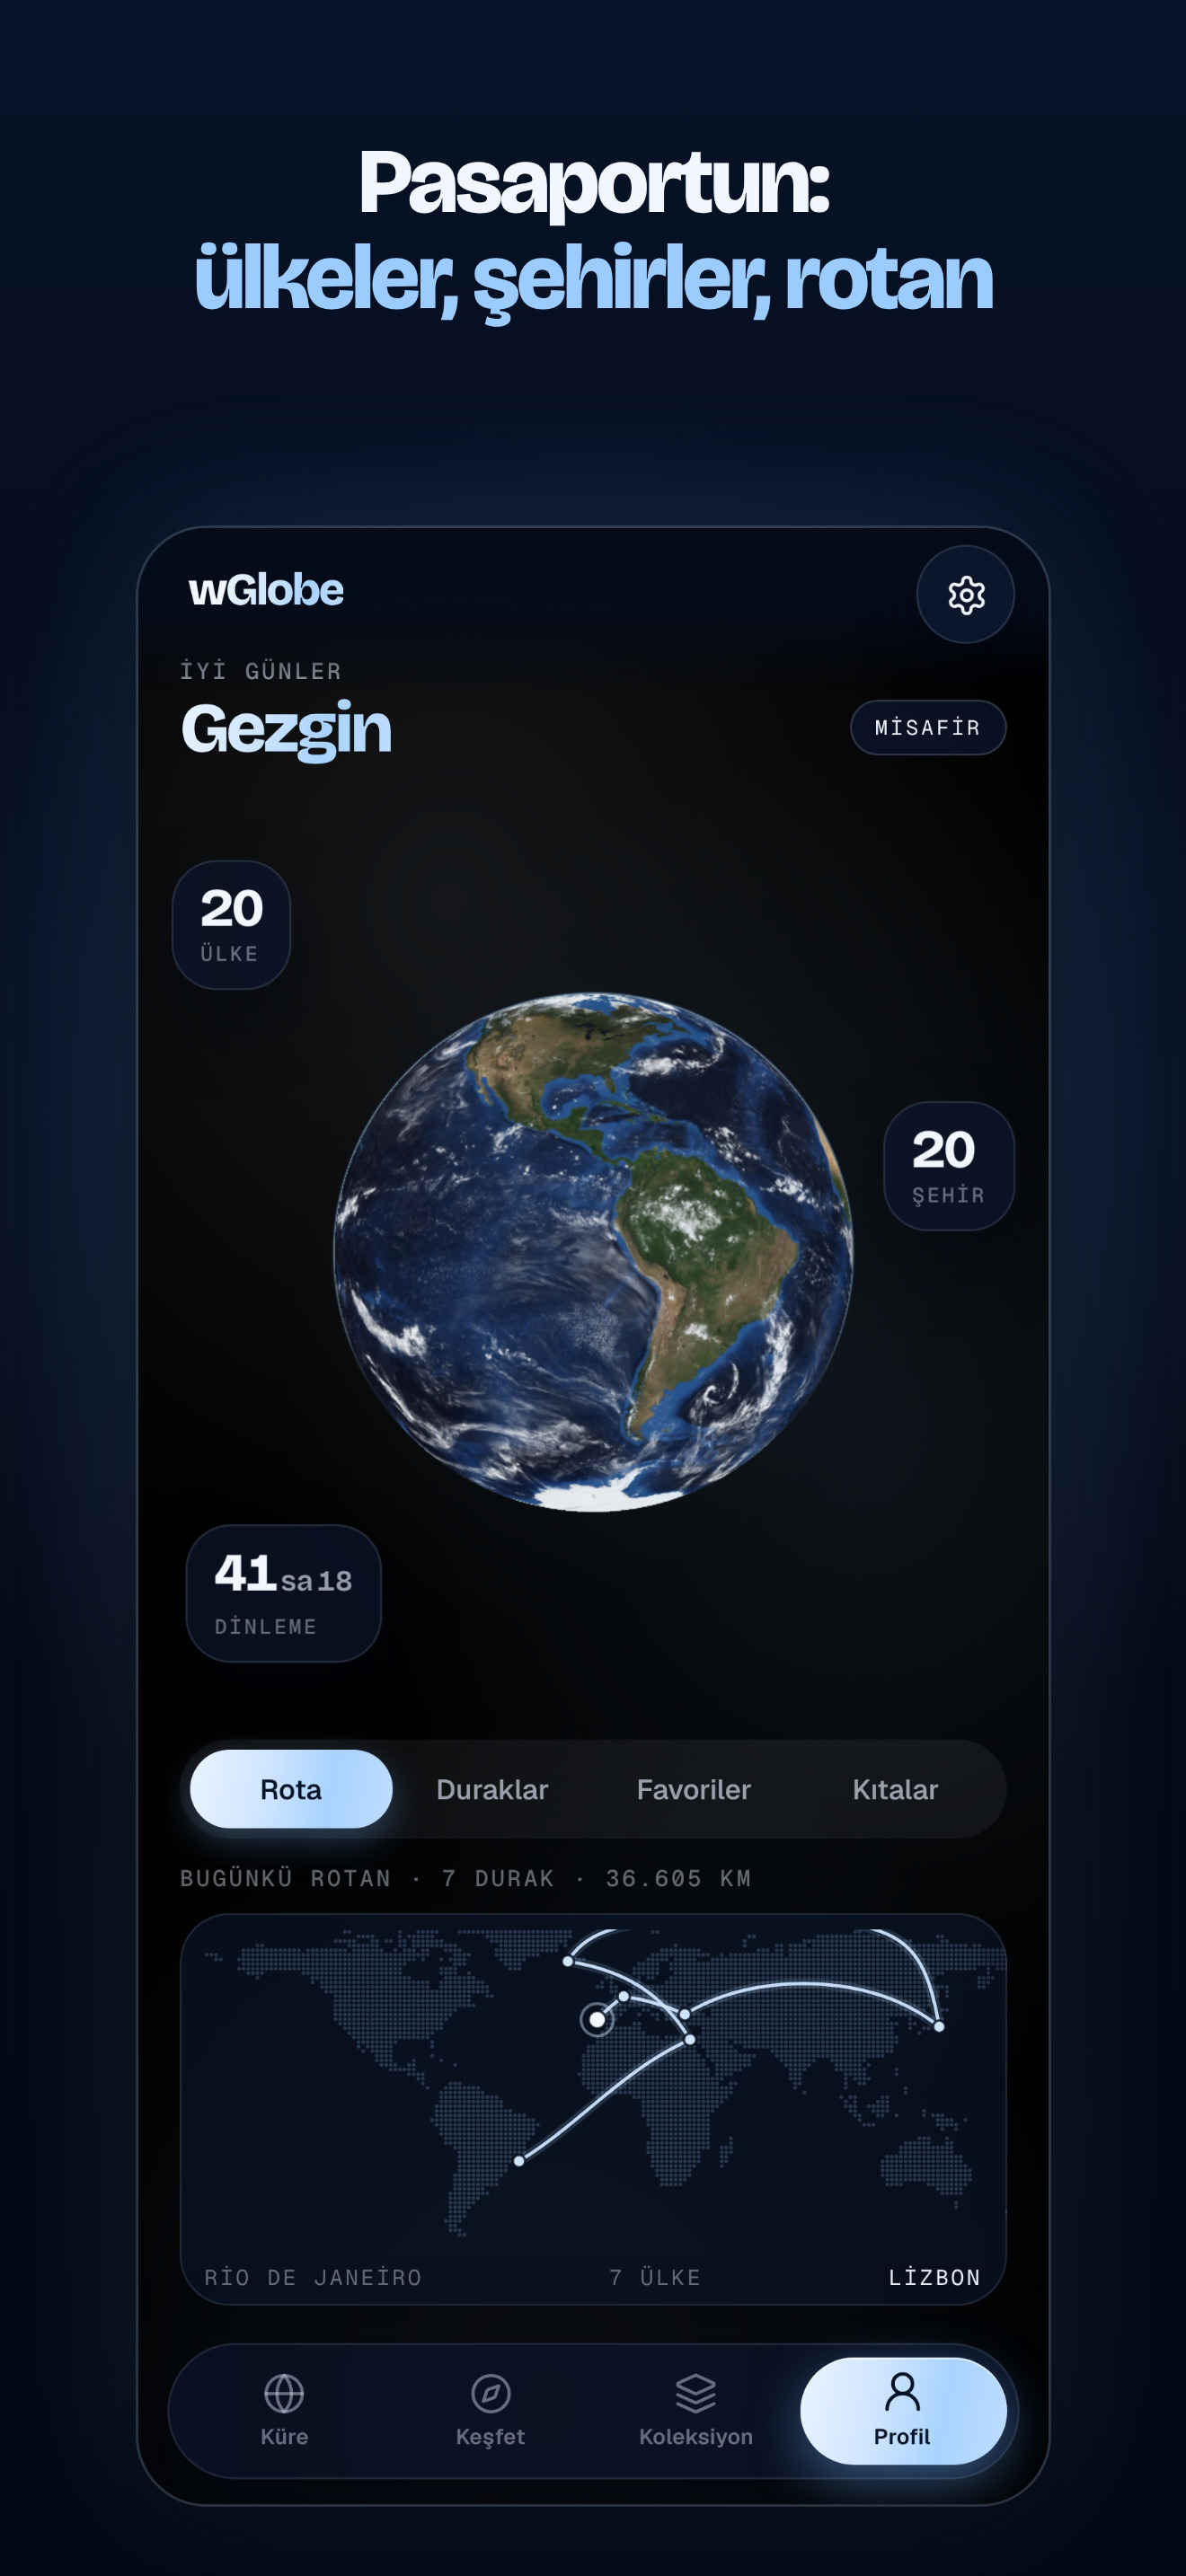 Pasaportun:
ülkeler, şehirler, rotan
wGlobe
İYİ GÜNLER
Gezgin
MİSAFİR
20
ÜLKE
20
ŞEHİR
41 sa 18
DİNLEME
Rota Duraklar Favoriler Kıtalar
BUGÜNKÜ ROTAN · 7 DURAK · 36.605 KM
RİO DE JANEİRO 7 ÜLKE LİZBON
Küre Keşfet Koleksiyon Profil